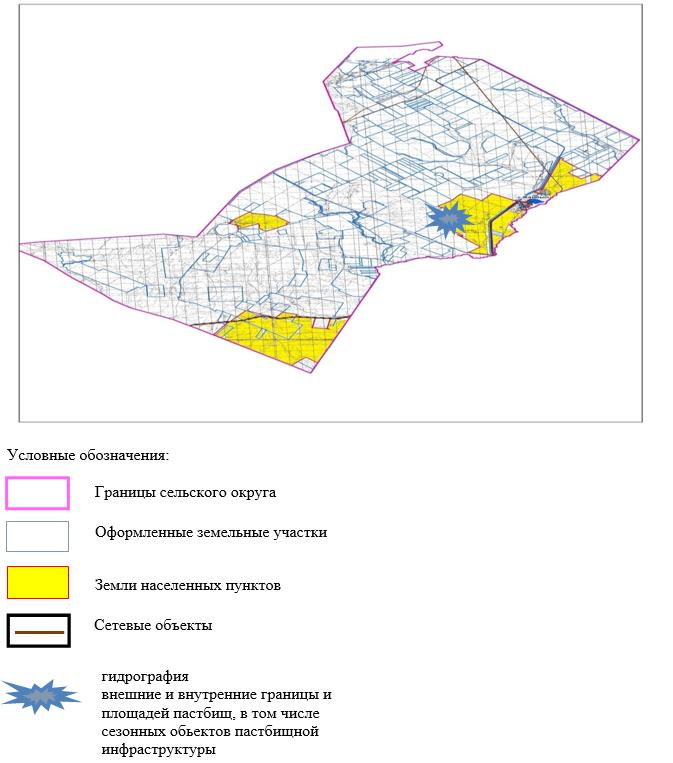 Условные обозначения:
Границы сельского округа
Оформленные земельные участки
Земли населенных пунктов
Сетевые объекты
гидрография
внешние и внутренние границы и
площадей пастбищ, в том числе
сезонных обьектов пастбищной
инфраструктуры